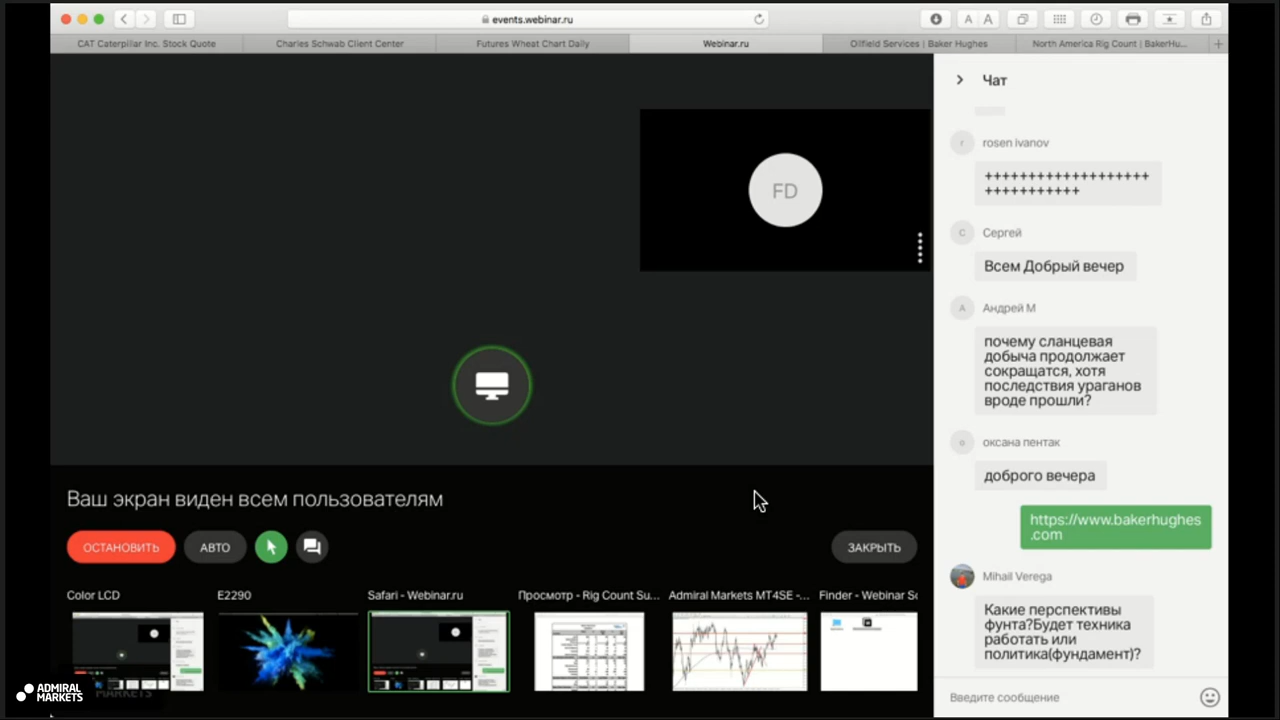 events.webinar.ru
A A
CAT Caterpillar Inc. Stock Quote
Charles Schwab Client Center
Futures Wheat Chart Daily
Webinar.ru
Oilfield Services | Baker Hughes
North America Rig Count | BakerHu...
Чат
r
rosen ivanov
+++++++++++++++++++
+++++++++++
С
Сергей
Всем Добрый вечер
А
Андрей М
почему сланцевая
добыча продолжает
сокращатся, хотя
последствия ураганов
вроде прошли?
о
оксана пентак
доброго вечера
https://www.bakerhughes
.com
Mihail Verega
Какие перспективы
фунта?Будет техника
работать или
политика(фундамент)?
Введите сообщение
FD
Ваш экран виден всем пользователям
ОСТАНОВИТЬ
АВТО
ЗАКРЫТЬ
Color LCD
E2290
Safari - Webinar.ru
Просмотр - Rig Count Su...
Admiral Markets MT4SE -...
Finder - Webinar Sc
ADMIRAL
MARKETS